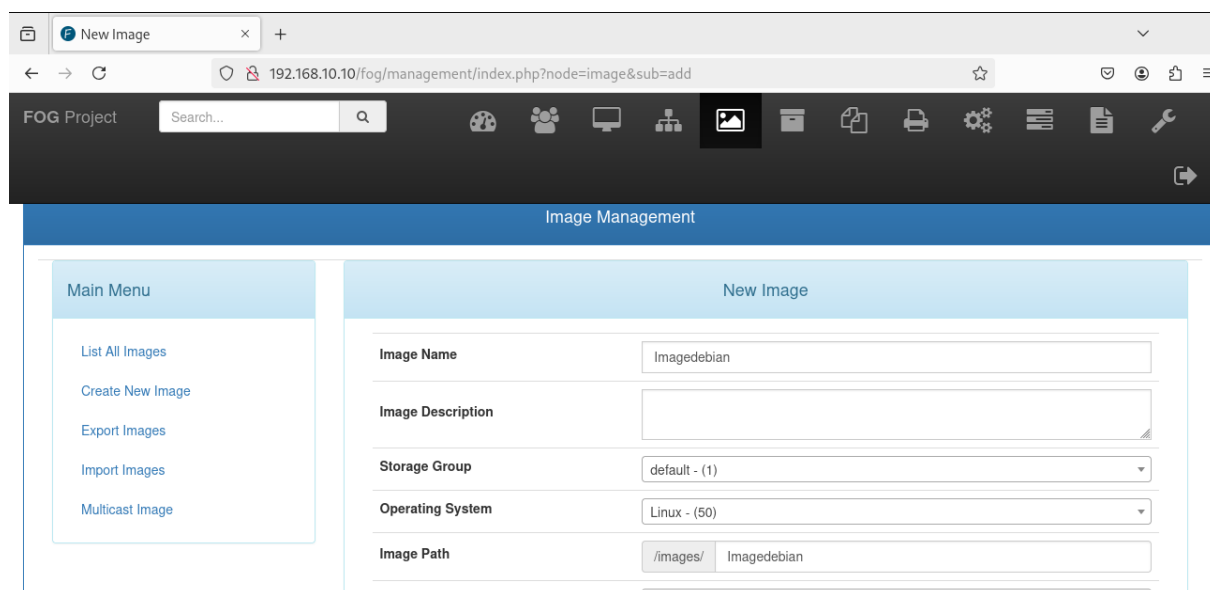 New Image
192.168.10.10/fog/management/index.php?node=image&sub=add
FOG Project
Search...
Image Management
Main Menu
List All Images
Create New Image
Export Images
Import Images
Multicast Image
New Image
Image Name
Imagedebian
Image Description
Storage Group
default - (1)
Operating System
Linux - (50)
Image Path
/images/ Imagedebian